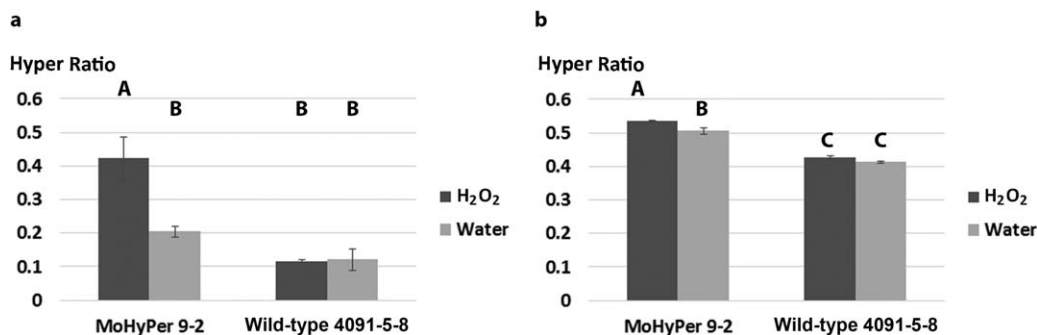 a
Hyper Ratio
A
B
B
B
0.6
0.5
0.4
0.3
0.2
0.1
0
MoHyPer 9-2
Wild-type 4091-5-8
H₂O₂
Water
b
Hyper Ratio
A
B
C
C
0.6
0.5
0.4
0.3
0.2
0.1
0
MoHyPer 9-2
Wild-type 4091-5-8
H₂O₂
Water